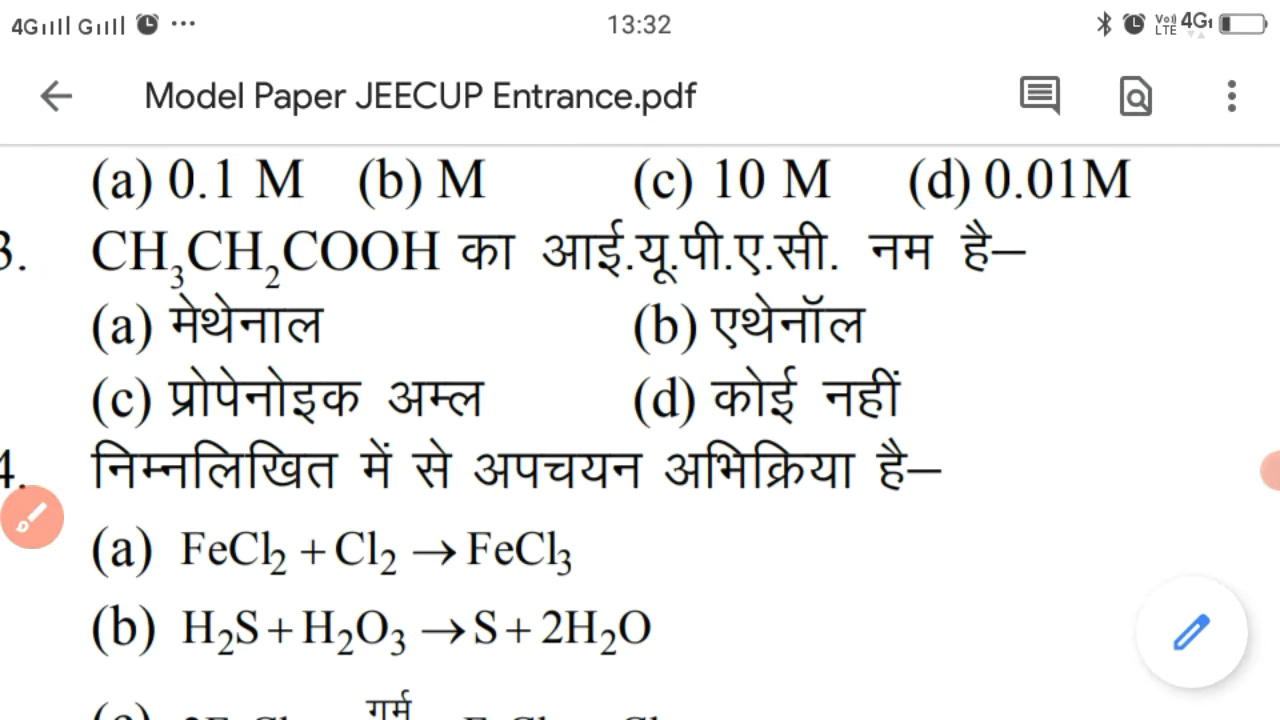 4G G ...
13:32
VoLTE 4G
Model Paper JEECUP Entrance.pdf
(a) 0.1 M (b) M (c) 10 M (d) 0.01M
3. CH₃CH₂COOH का आई.यू.पी.ए.सी. नम है–
(a) मेथेनाल (b) एथेनॉल
(c) प्रोपेनोइक अम्ल (d) कोई नहीं
4. निम्नलिखित में से अपचयन अभिक्रिया है–
(a) FeCl₂ + Cl₂ → FeCl₃
(b) H₂S + H₂O₃ → S + 2H₂O
गर्म